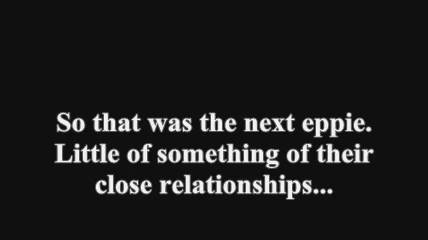 So that was the next eppie.
Little of something of their
close relationships...